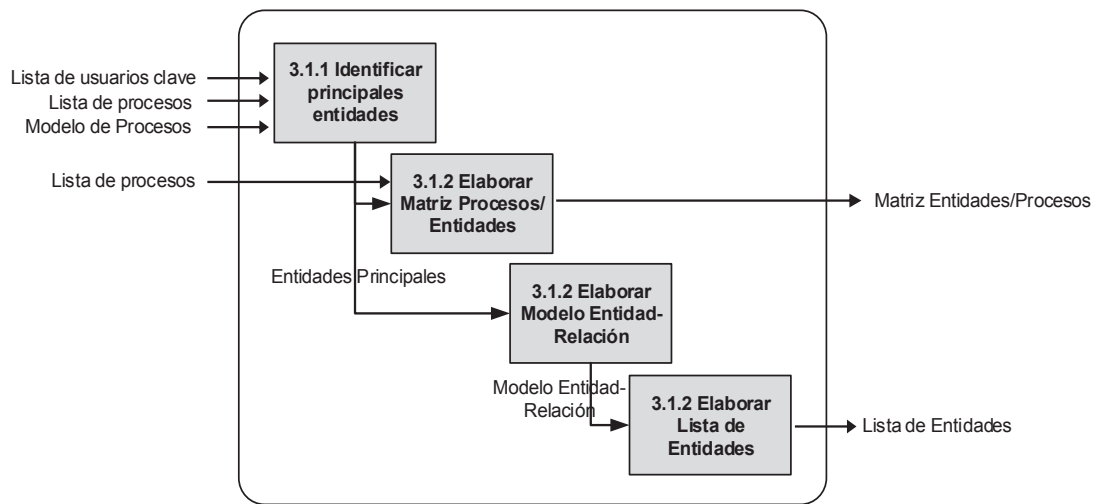 3.1.1 Identificar
principales
entidades
Lista de usuarios clave
Lista de procesos
Modelo de Procesos
Lista de procesos
3.1.2 Elaborar
Matriz Procesos/
Entidades
Matriz Entidades/Procesos
Entidades Principales
3.1.2 Elaborar
Modelo Entidad-
Relación
Modelo Entidad-
Relación
3.1.2 Elaborar
Lista de
Entidades
Lista de Entidades